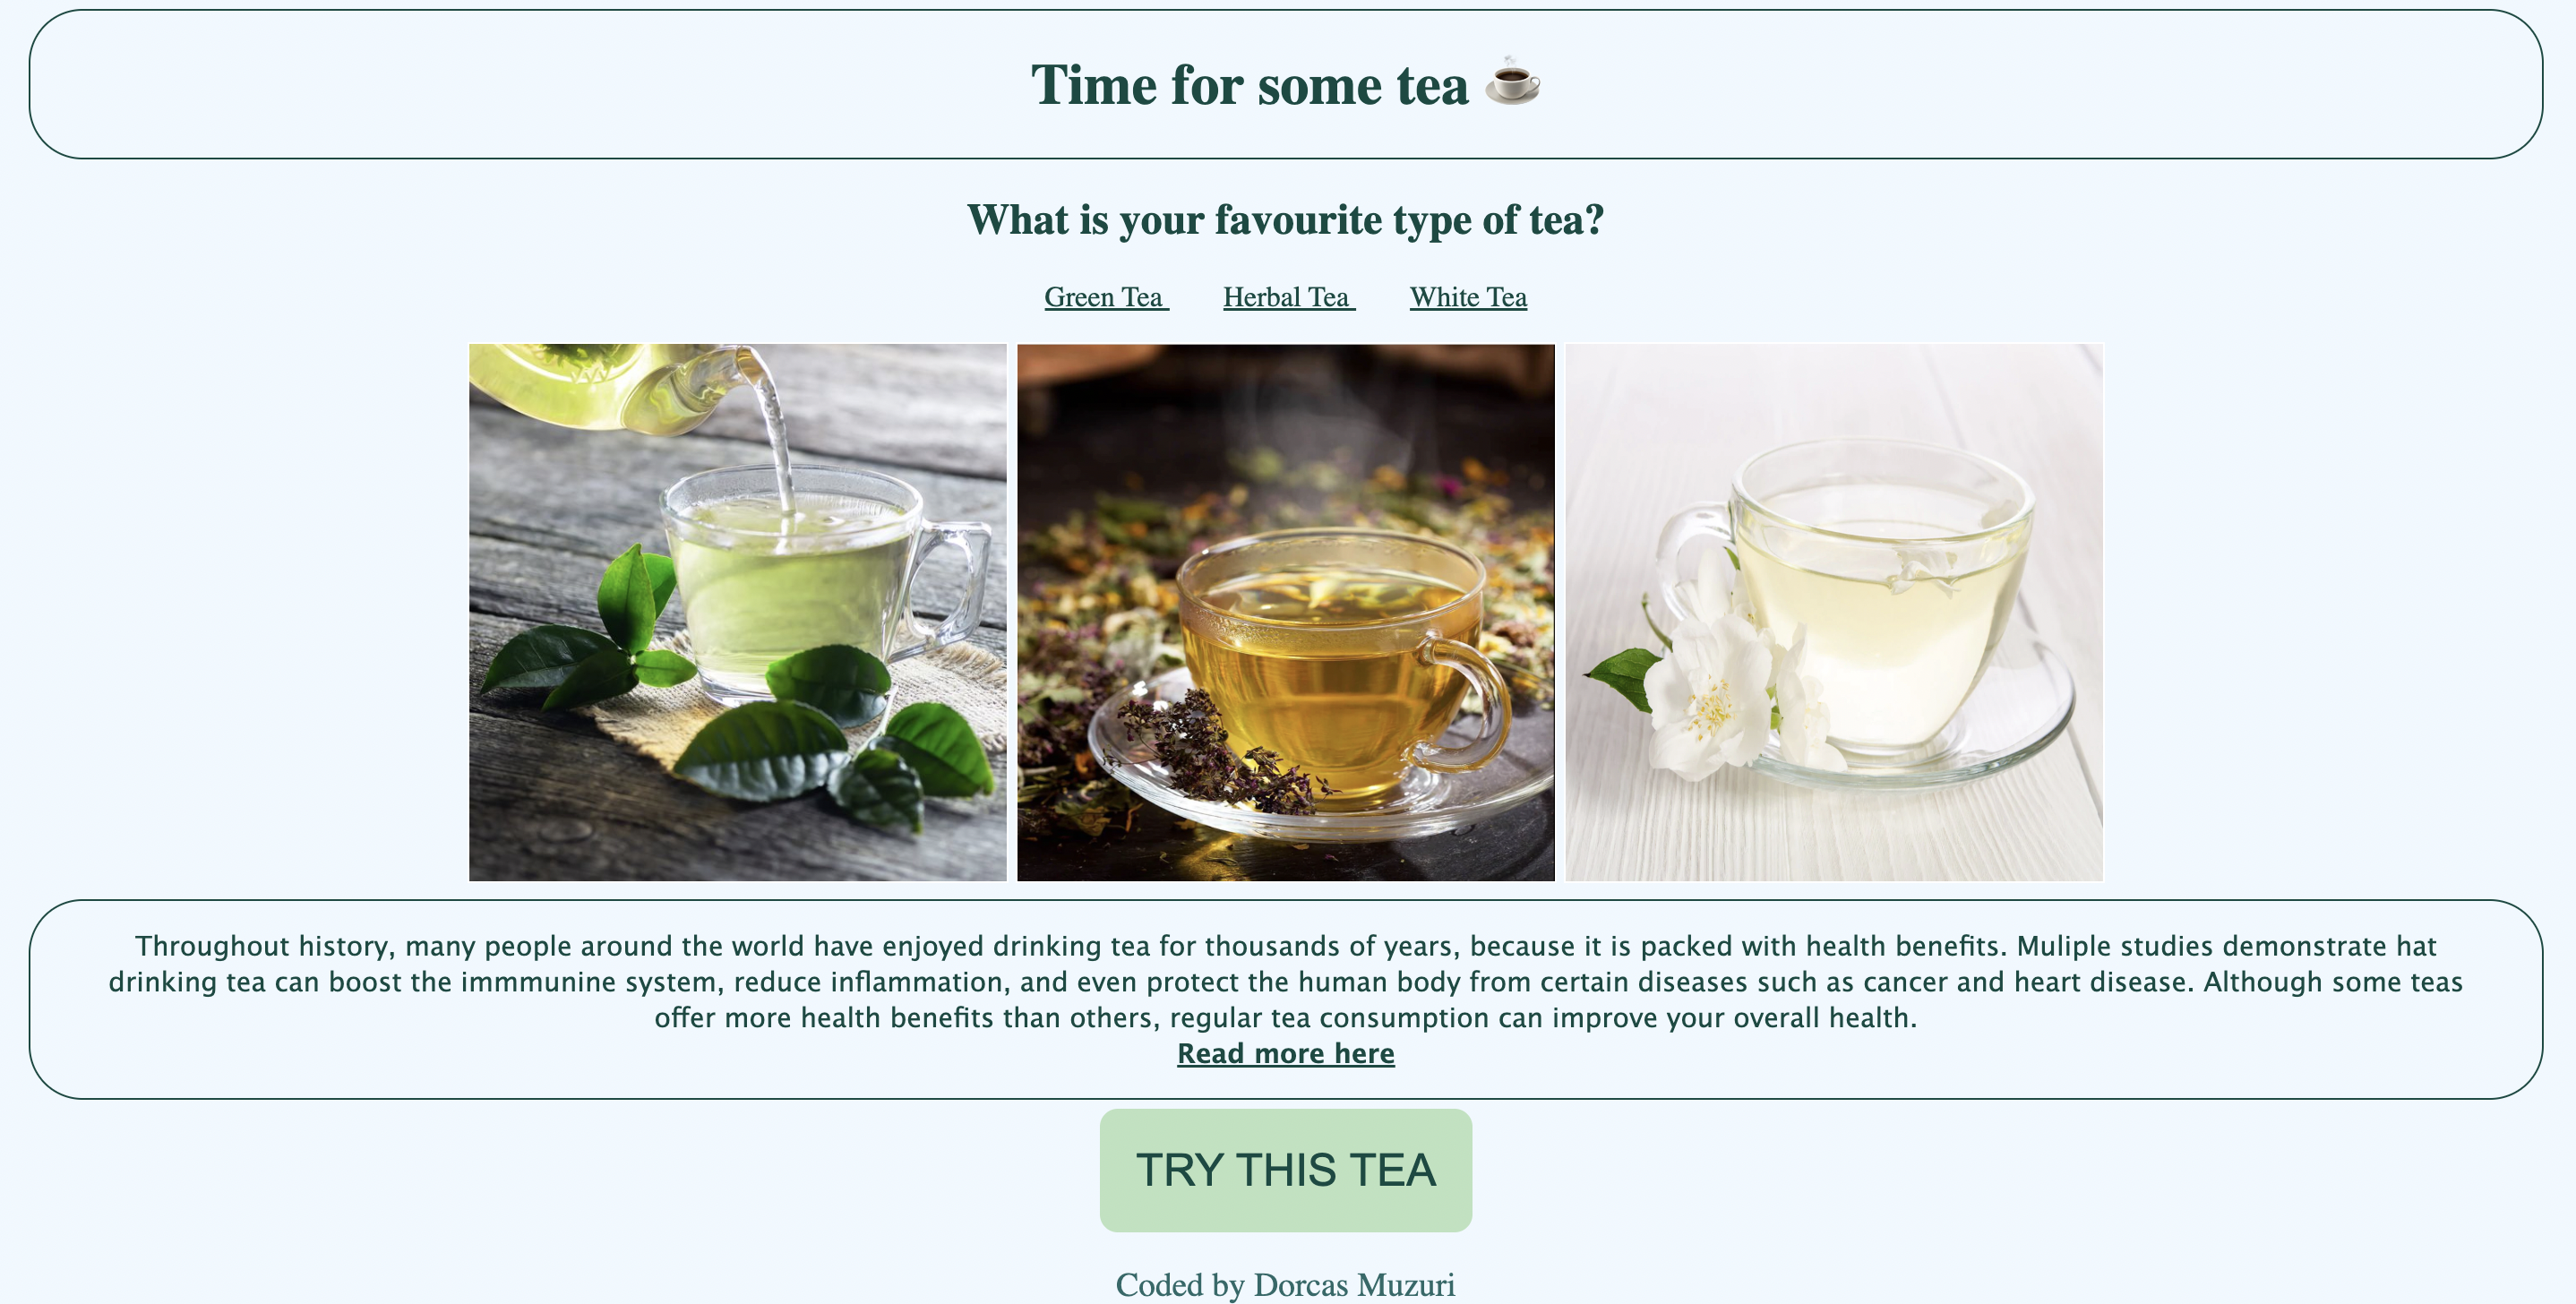 Time for some tea ☕
What is your favourite type of tea?
Green Tea Herbal Tea White Tea
Throughout history, many people around the world have enjoyed drinking tea for thousands of years, because it is packed with health benefits. Muliple studies demonstrate hat
drinking tea can boost the immmunine system, reduce inflammation, and even protect the human body from certain diseases such as cancer and heart disease. Although some teas
offer more health benefits than others, regular tea consumption can improve your overall health.
Read more here
TRY THIS TEA
Coded by Dorcas Muzuri